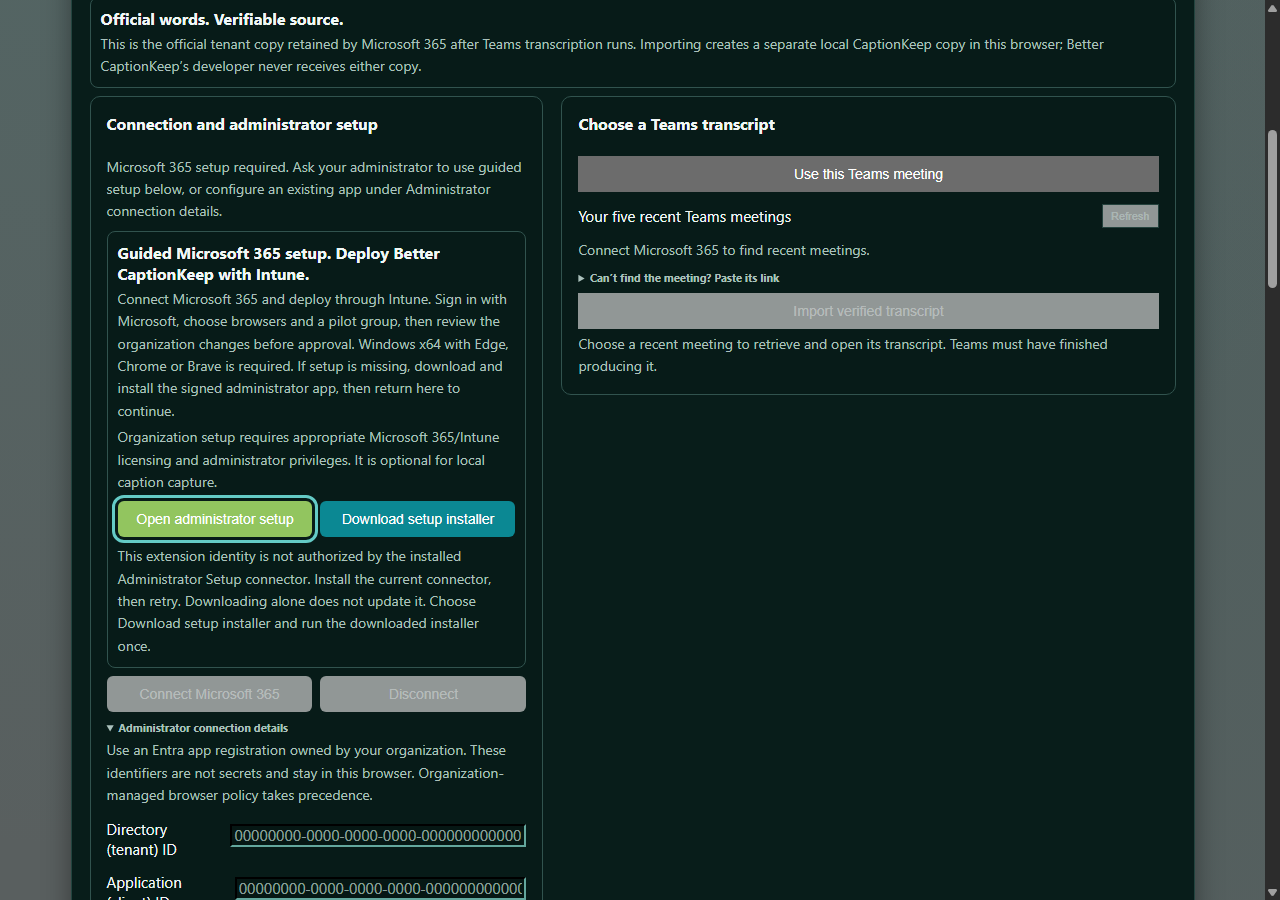 Official words. Verifiable source.
This is the official tenant copy retained by Microsoft 365 after Teams transcription runs. Importing creates a separate local CaptionKeep copy in this browser; Better
CaptionKeep's developer never receives either copy.
Connection and administrator setup
Microsoft 365 setup required. Ask your administrator to use guided
setup below, or configure an existing app under Administrator
connection details.
Guided Microsoft 365 setup. Deploy Better
CaptionKeep with Intune.
Connect Microsoft 365 and deploy through Intune. Sign in with
Microsoft, choose browsers and a pilot group, then review the
organization changes before approval. Windows x64 with Edge,
Chrome or Brave is required. If setup is missing, download and
install the signed administrator app, then return here to
continue.
Organization setup requires appropriate Microsoft 365/Intune
licensing and administrator privileges. It is optional for local
caption capture.
Open administrator setup
Download setup installer
This extension identity is not authorized by the installed
Administrator Setup connector. Install the current connector,
then retry. Downloading alone does not update it. Choose
Download setup installer and run the downloaded installer
once.
Connect Microsoft 365
Disconnect
Administrator connection details
Use an Entra app registration owned by your organization. These
identifiers are not secrets and stay in this browser. Organization-
managed browser policy takes precedence.
Directory
(tenant) ID
00000000-0000-0000-0000-000000000000
Application
(client) ID
00000000-0000-0000-0000-000000000000
Choose a Teams transcript
Use this Teams meeting
Your five recent Teams meetings
Refresh
Connect Microsoft 365 to find recent meetings.
Can't find the meeting? Paste its link
Import verified transcript
Choose a recent meeting to retrieve and open its transcript. Teams must have finished
producing it.